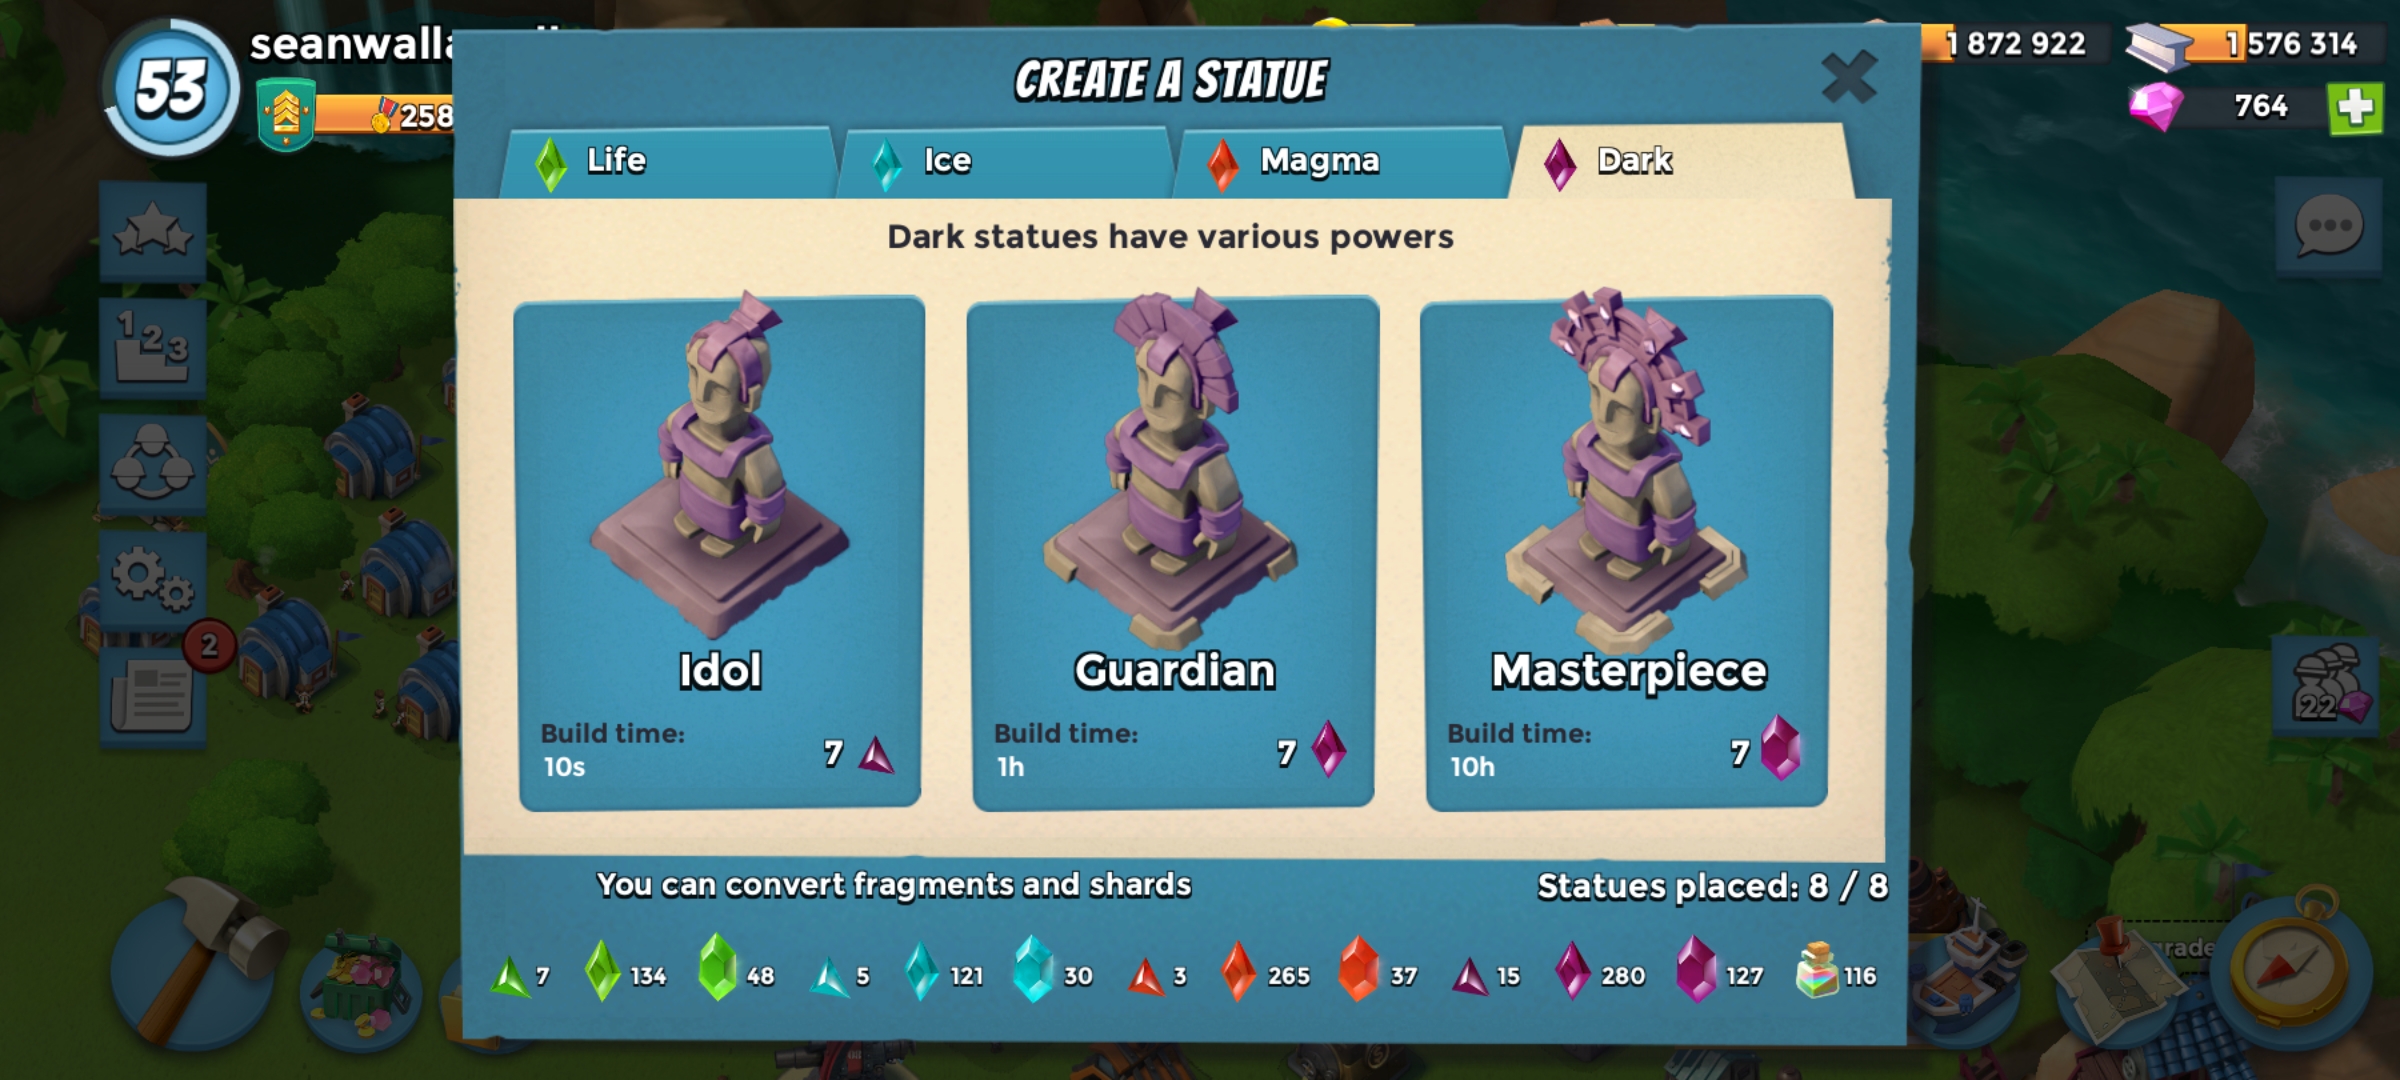 53
258
CREATE A STATUE
1 872 922
1 576 314
764
Life
Ice
Magma
Dark
Dark statues have various powers
1 2 3
2
22
Idol
Guardian
Masterpiece
Build time:
10s
7
Build time:
1h
7
Build time:
10h
7
You can convert fragments and shards
Statues placed: 8 / 8
7 134 48 5 121 30 3 265 37 15 280 127 116